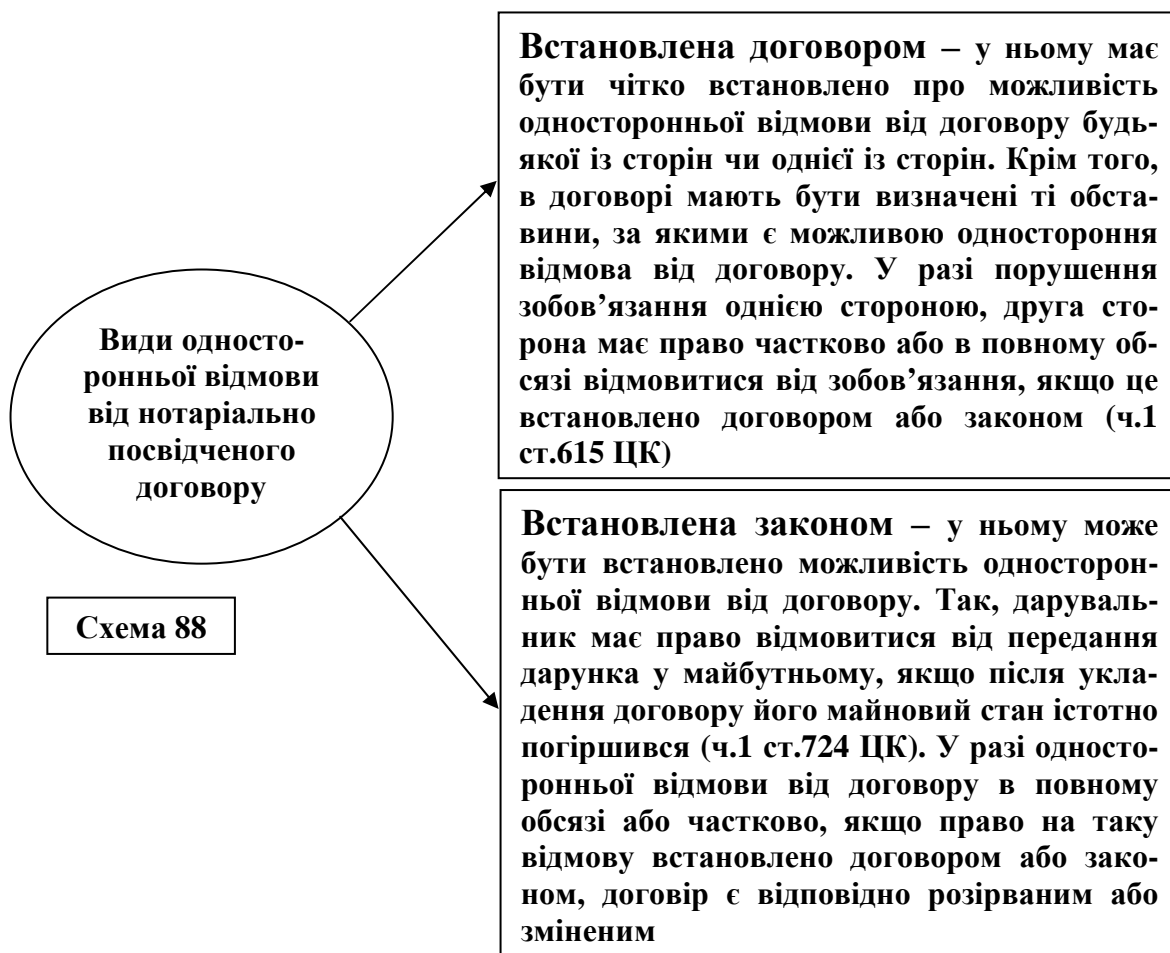 Встановлена договором – у ньому має
бути чітко встановлено про можливість
односторонньої відмови від договору будь-
якої із сторін чи однієї із сторін. Крім того,
в договорі мають бути визначені ті обста-
вини, за якими є можливою одностороння
відмова від договору. У разі порушення
зобов’язання однією стороною, друга сто-
рона має право частково або в повному об-
сязі відмовитися від зобов’язання, якщо це
встановлено договором або законом (ч.1
ст.615 ЦК)
Види односто-
ронньої відмови
від нотаріально
посвідченого
договору
Встановлена законом – у ньому може
бути встановлено можливість односторон-
ньої відмови від договору. Так, даруваль-
ник має право відмовитися від передання
дарунка у майбутньому, якщо після укла-
дення договору його майновий стан істотно
погіршився (ч.1 ст.724 ЦК). У разі односто-
ронньої відмови від договору в повному
обсязі або частково, якщо право на таку
відмову встановлено договором або зако-
ном, договір є відповідно розірваним або
зміненим
Схема 88